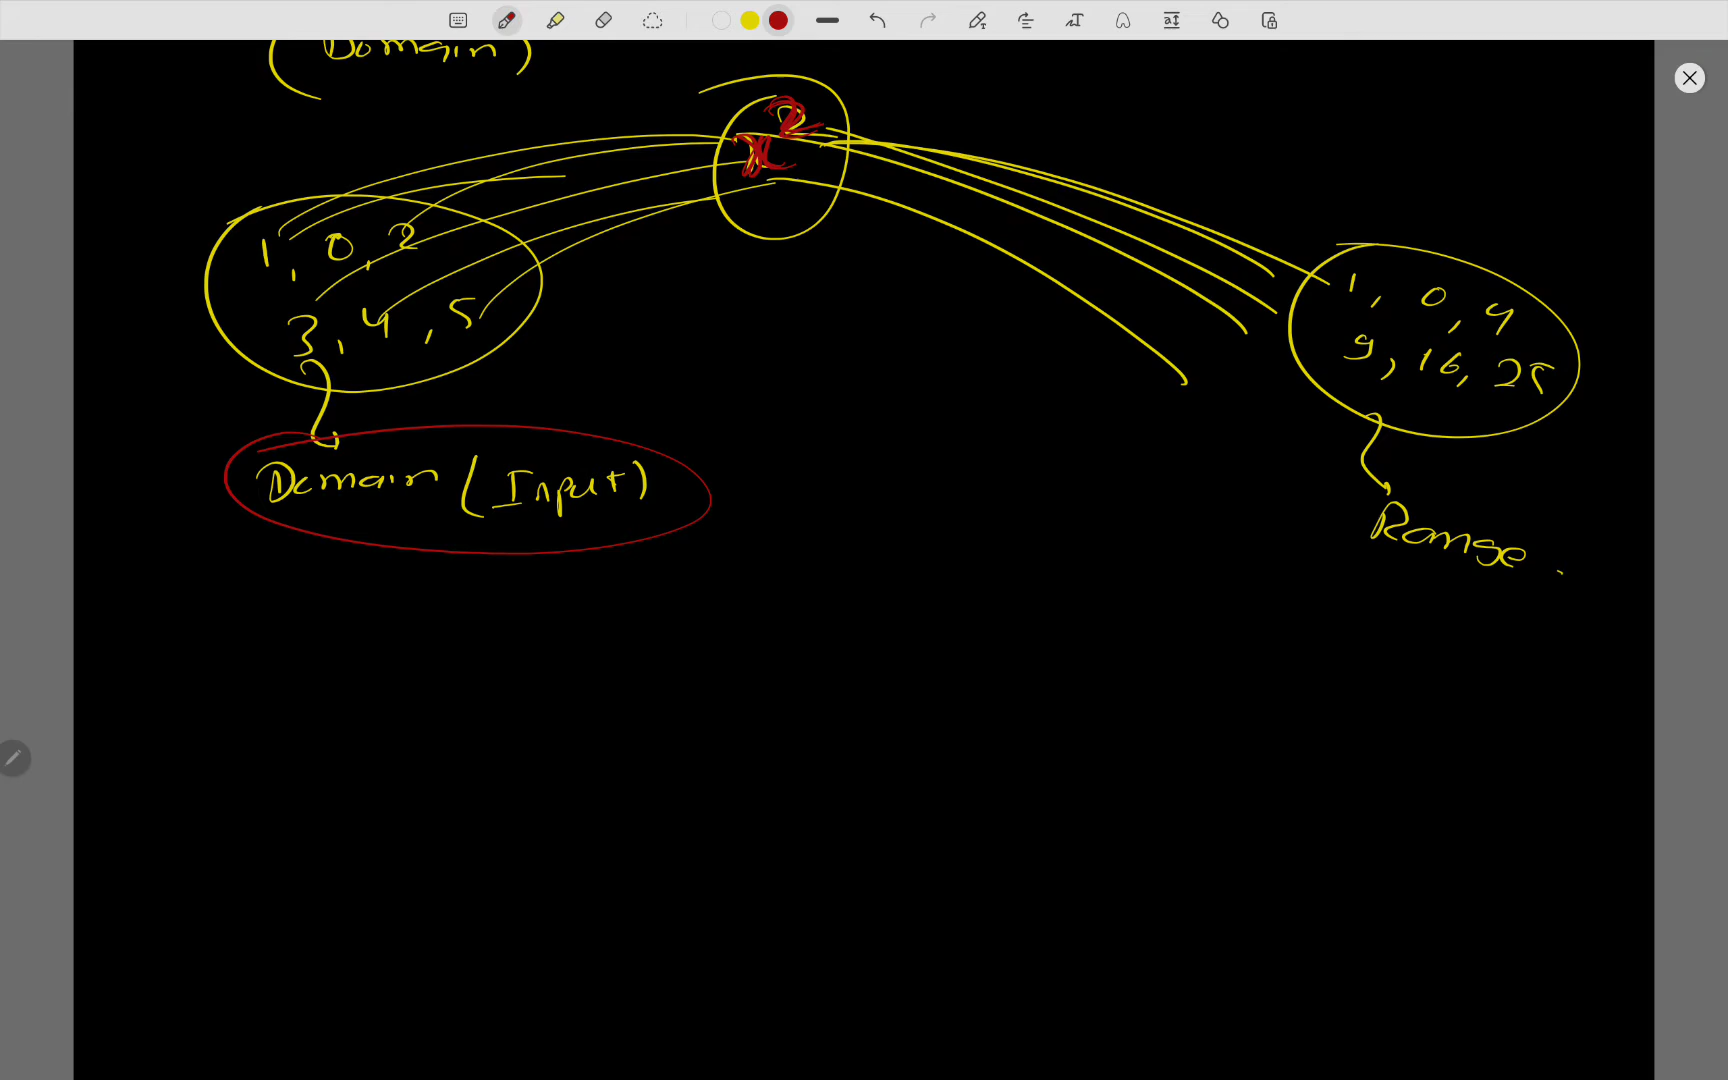 (Domain)
x²
1, 0, 2
3, 4, 5
1, 0, 4
9, 16, 25
Domain (Input)
Range.